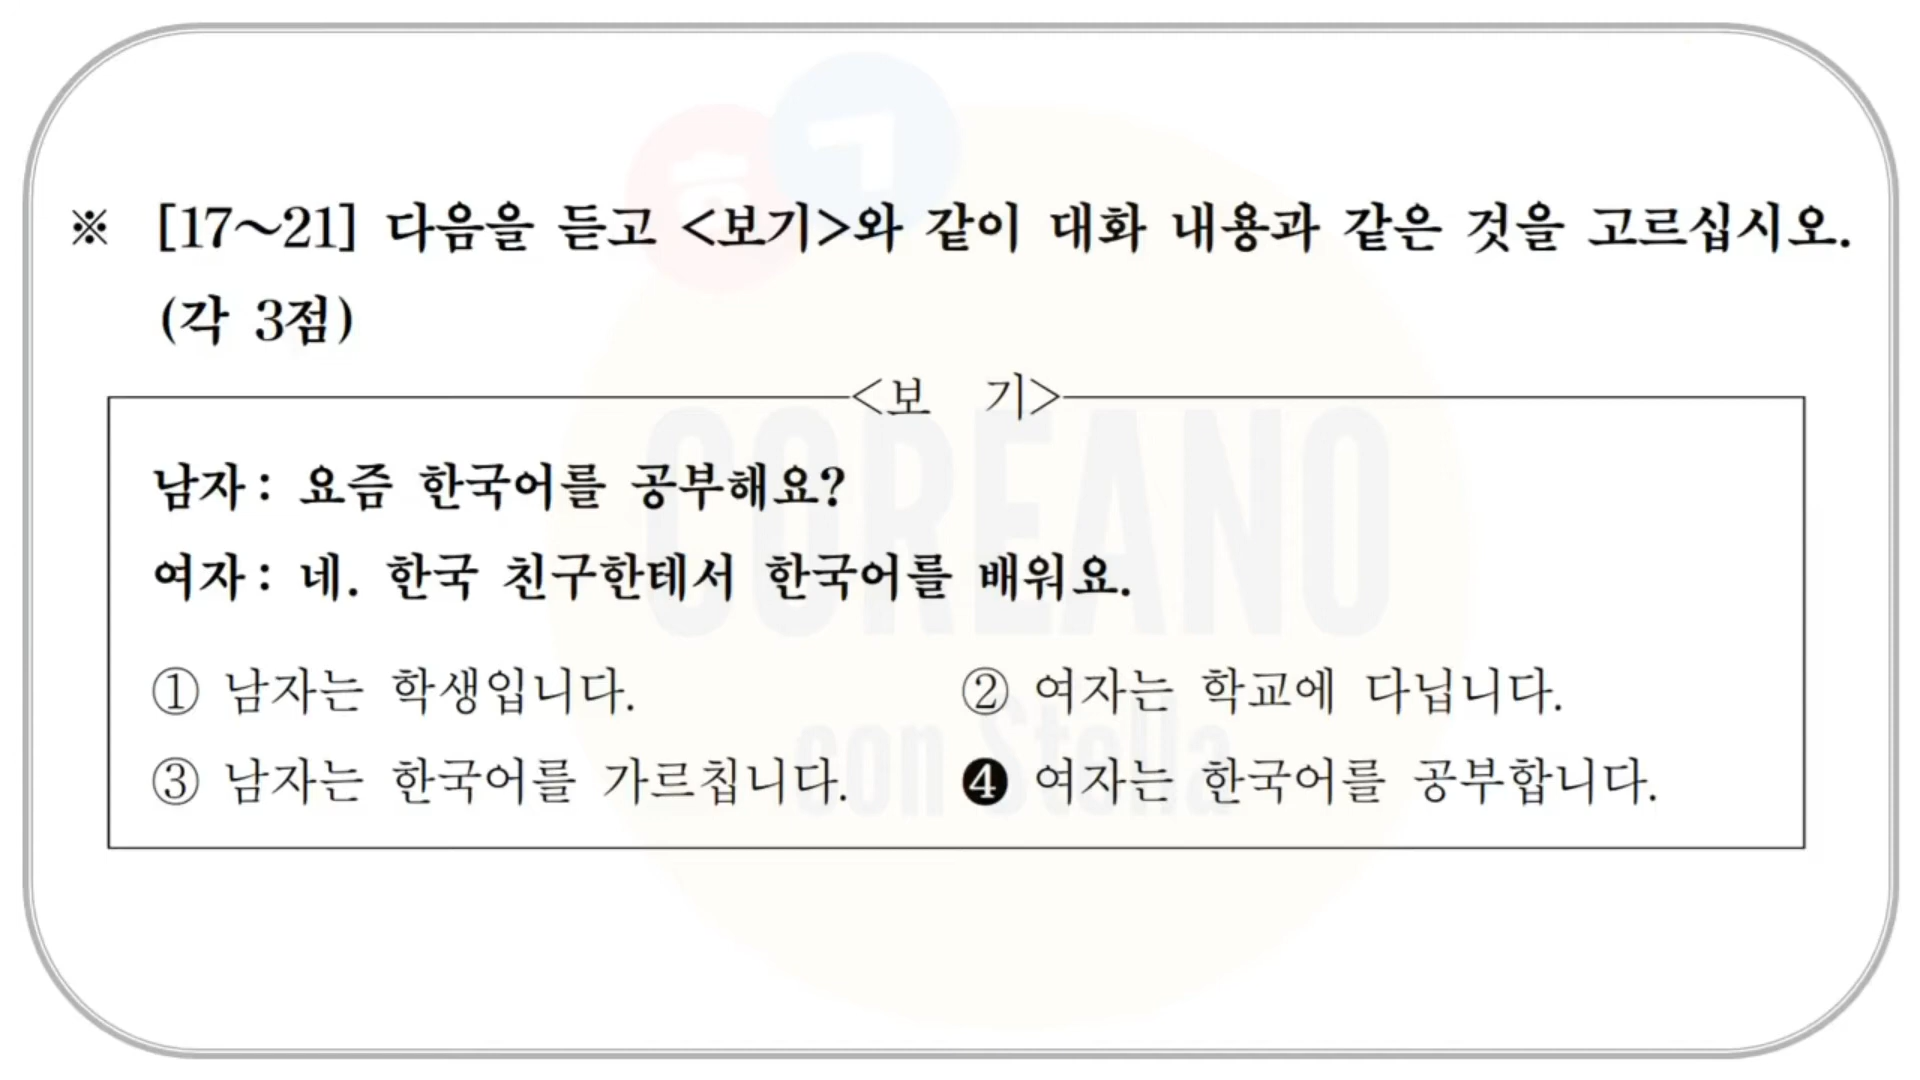 ※ [17～21] 다음을 듣고 <보기>와 같이 대화 내용과 같은 것을 고르십시오.
(각 3점)
<보 기>
남자: 요즘 한국어를 공부해요?
여자: 네. 한국 친구한테서 한국어를 배워요.
① 남자는 학생입니다. ② 여자는 학교에 다닙니다.
③ 남자는 한국어를 가르칩니다. ❹ 여자는 한국어를 공부합니다.
ㄱ
COREANO
con Stella